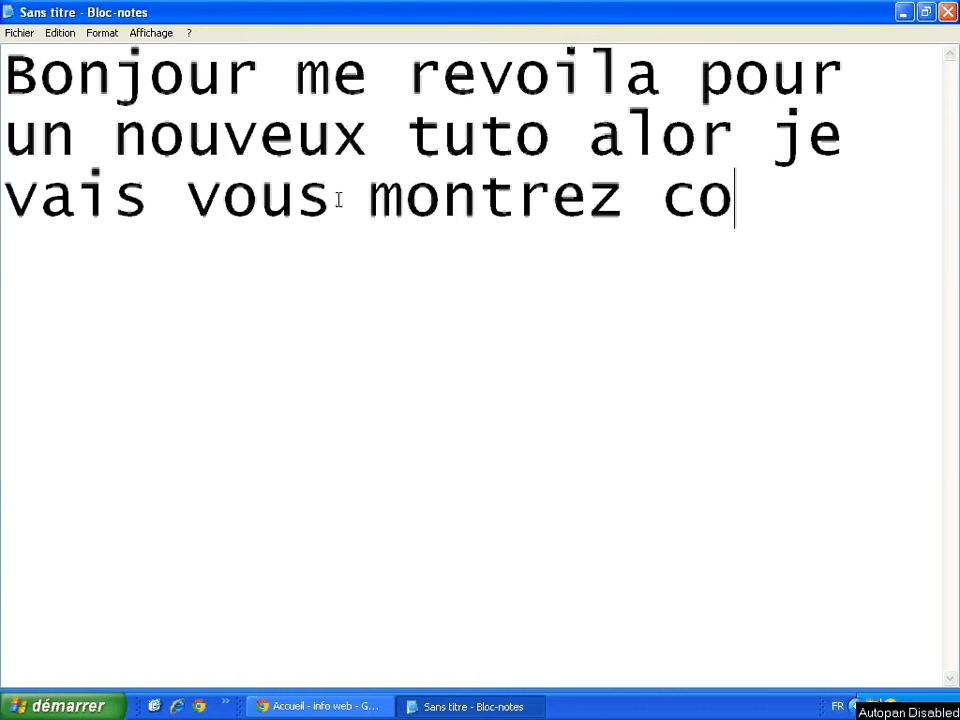 Sans titre - Bloc-notes
Fichier Edition Format Affichage ?
Bonjour me revoila pour
un nouveux tuto alor je
vais vous montrez co
démarrer
Accueil - info web - G...
Sans titre - Bloc-notes
FR
Autopan Disabled